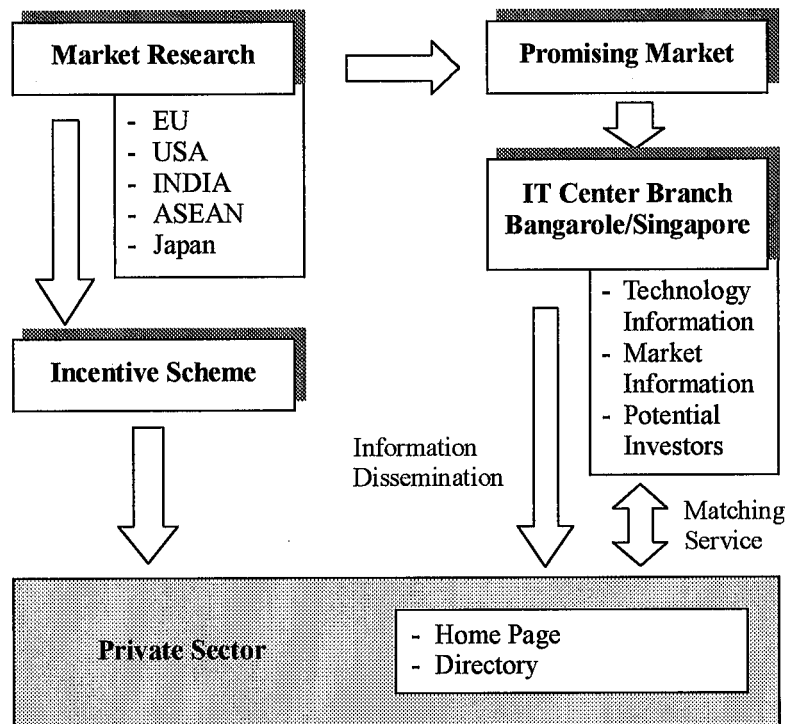 Market Research
- EU
- USA
- INDIA
- ASEAN
- Japan
Promising Market
IT Center Branch
Bangarole/Singapore
- Technology
Information
- Market
Information
- Potential
Investors
Incentive Scheme
Information
Dissemination
Matching
Service
Private Sector
- Home Page
- Directory